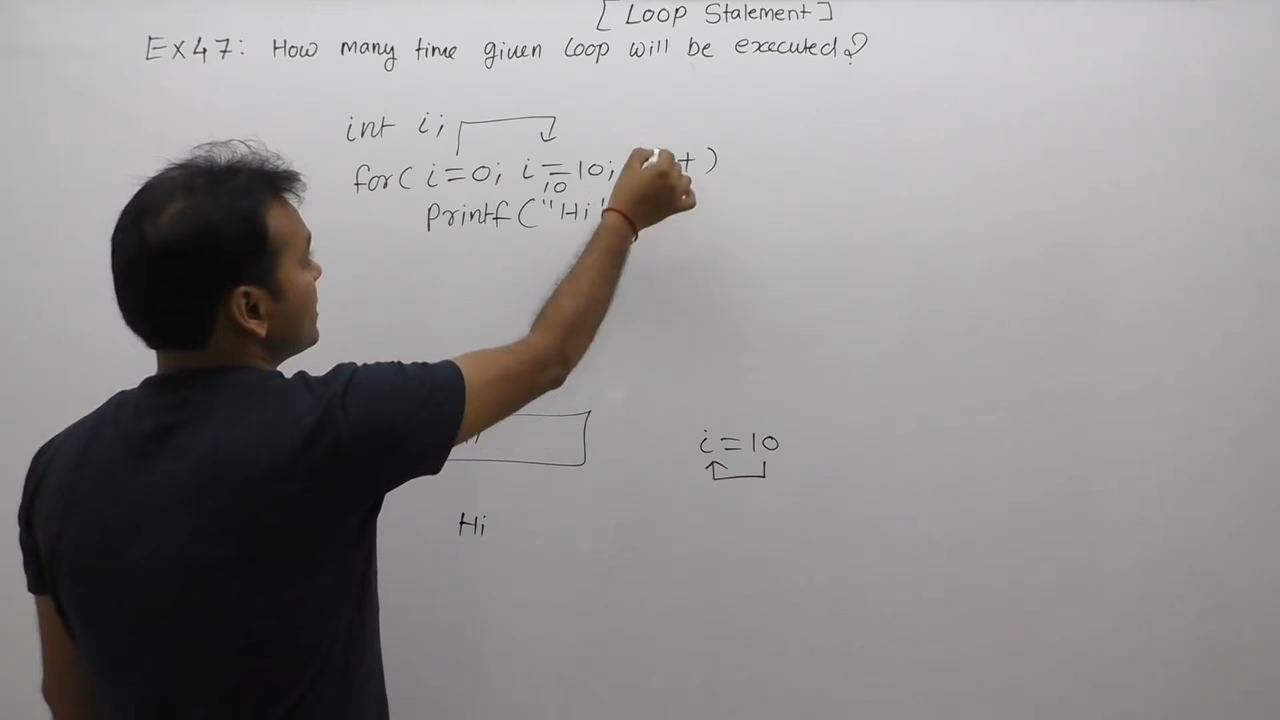 [Loop Statement]
Ex47: How many time given loop will be executed?
int i;
for( i=0; i=10; +)
10
printf("Hi"
i=10
Hi